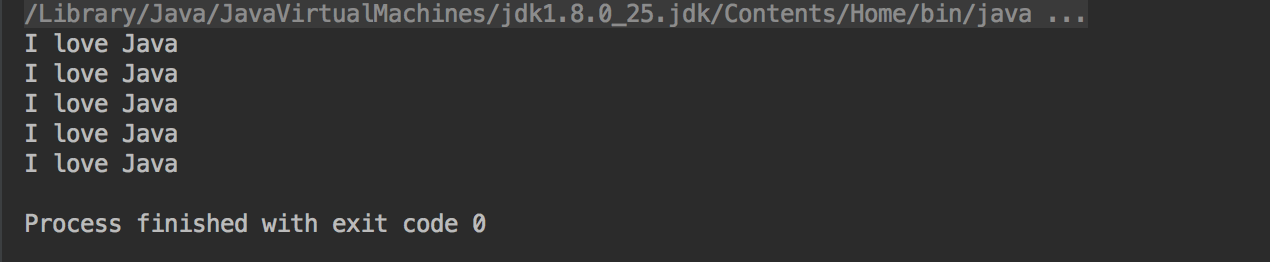 /Library/Java/JavaVirtualMachines/jdk1.8.0_25.jdk/Contents/Home/bin/java ...
I love Java
I love Java
I love Java
I love Java
I love Java
Process finished with exit code 0